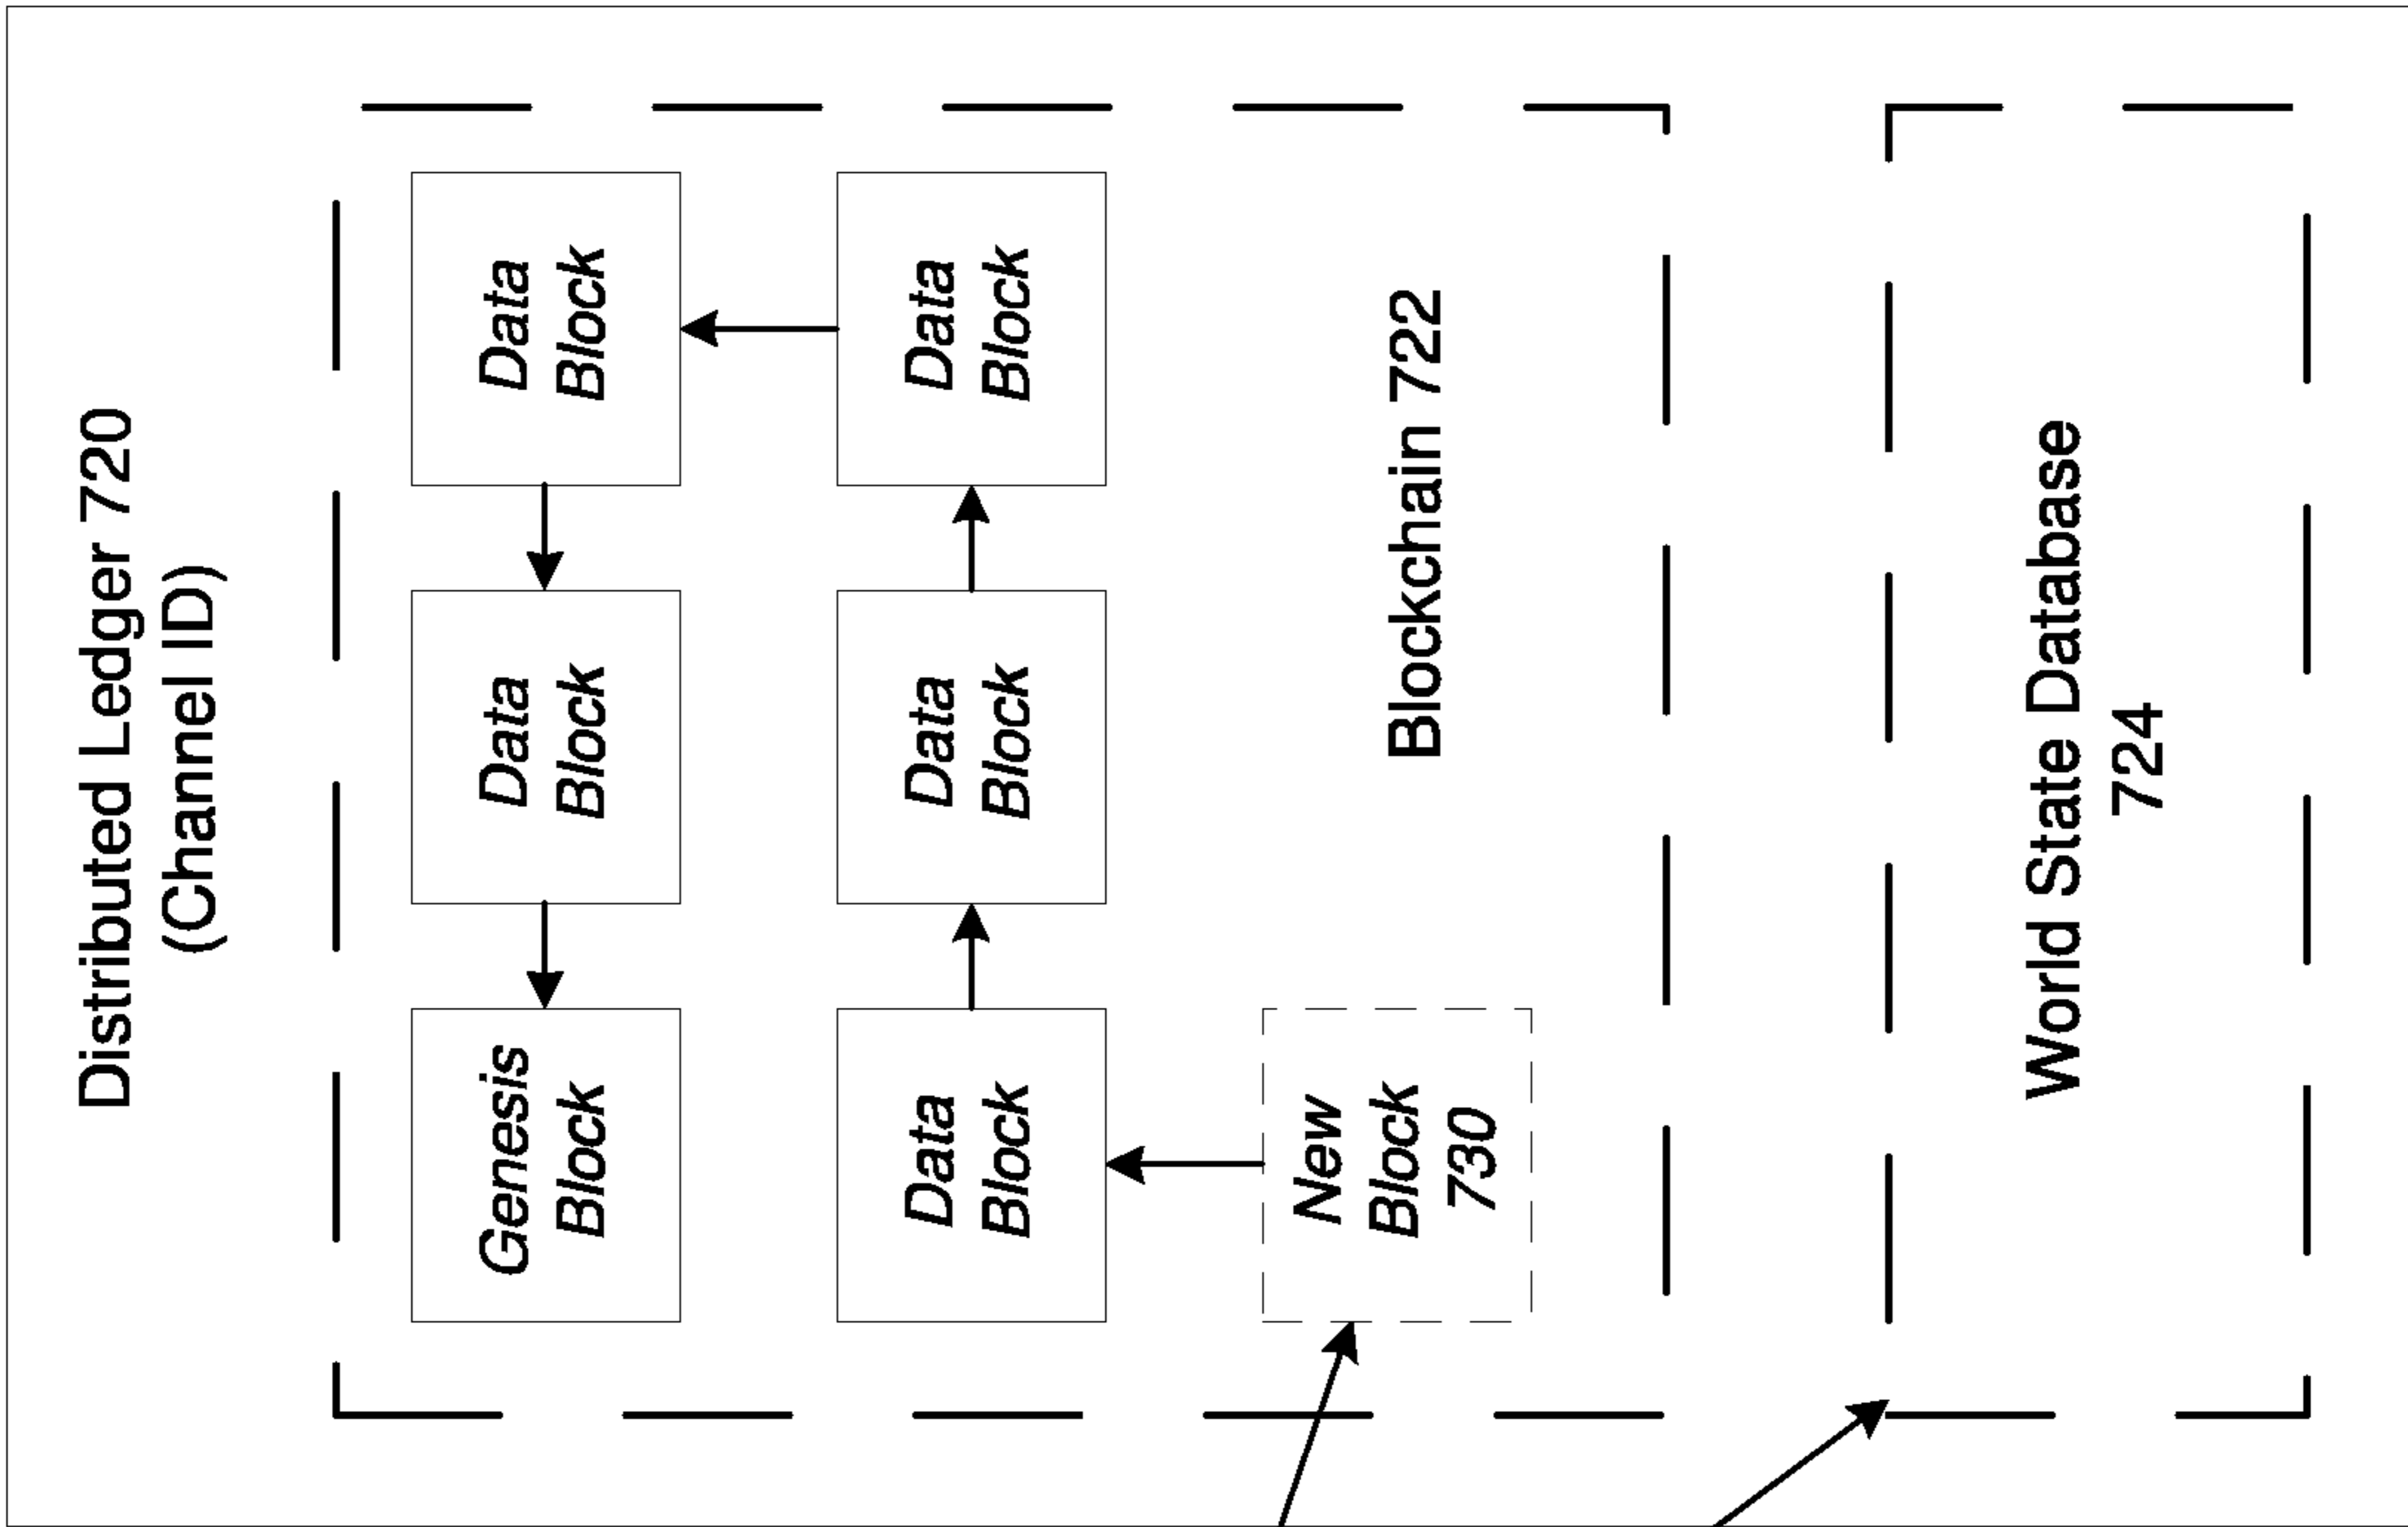 Distributed Ledger 720
(Channel ID)
Genesis
Block
Data
Block
Data
Block
Data
Block
Data
Block
Data
Block
New
Block
730
Blockchain 722
World State Database
724